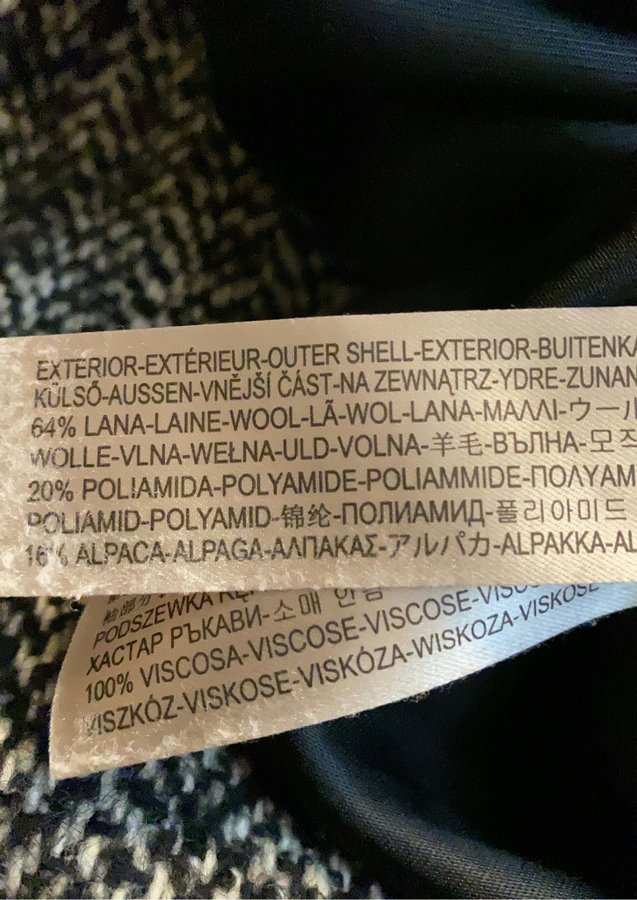 EXTERIOR-EXTÉRIEUR-OUTER SHELL-EXTERIOR-BUITENKA
KÜLSŐ-AUSSEN-VNĚJŠÍ ČÁST-NA ZEWNĄTRZ-YDRE-ZUNAN
64% LANA-LAINE-WOOL-LÃ-WOL-LANA-ΜΑΛΛΙ-ウール
WOLLE-VLNA-WEŁNA-ULD-VOLNA-羊毛-ВЪЛНА-모직
20% POLIAMIDA-POLYAMIDE-POLIAMMIDE-ΠΟΛΥΑΜ
POLIAMID-POLYAMID-锦纶-ПОЛИАМИД-폴리아미드
16% ALPACA-ALPAGA-ΑΛΠΑΚΑΣ-アルパカ-ALPAKKA-AL
PODSZEWKA
ХАСТАР РЪКАВИ-소매 안감
100% VISCOSA-VISCOSE-VISCOSE-VISC
VISZKÓZ-VISKOSE-VISKÓZA-WISKOZA-VISKOSE